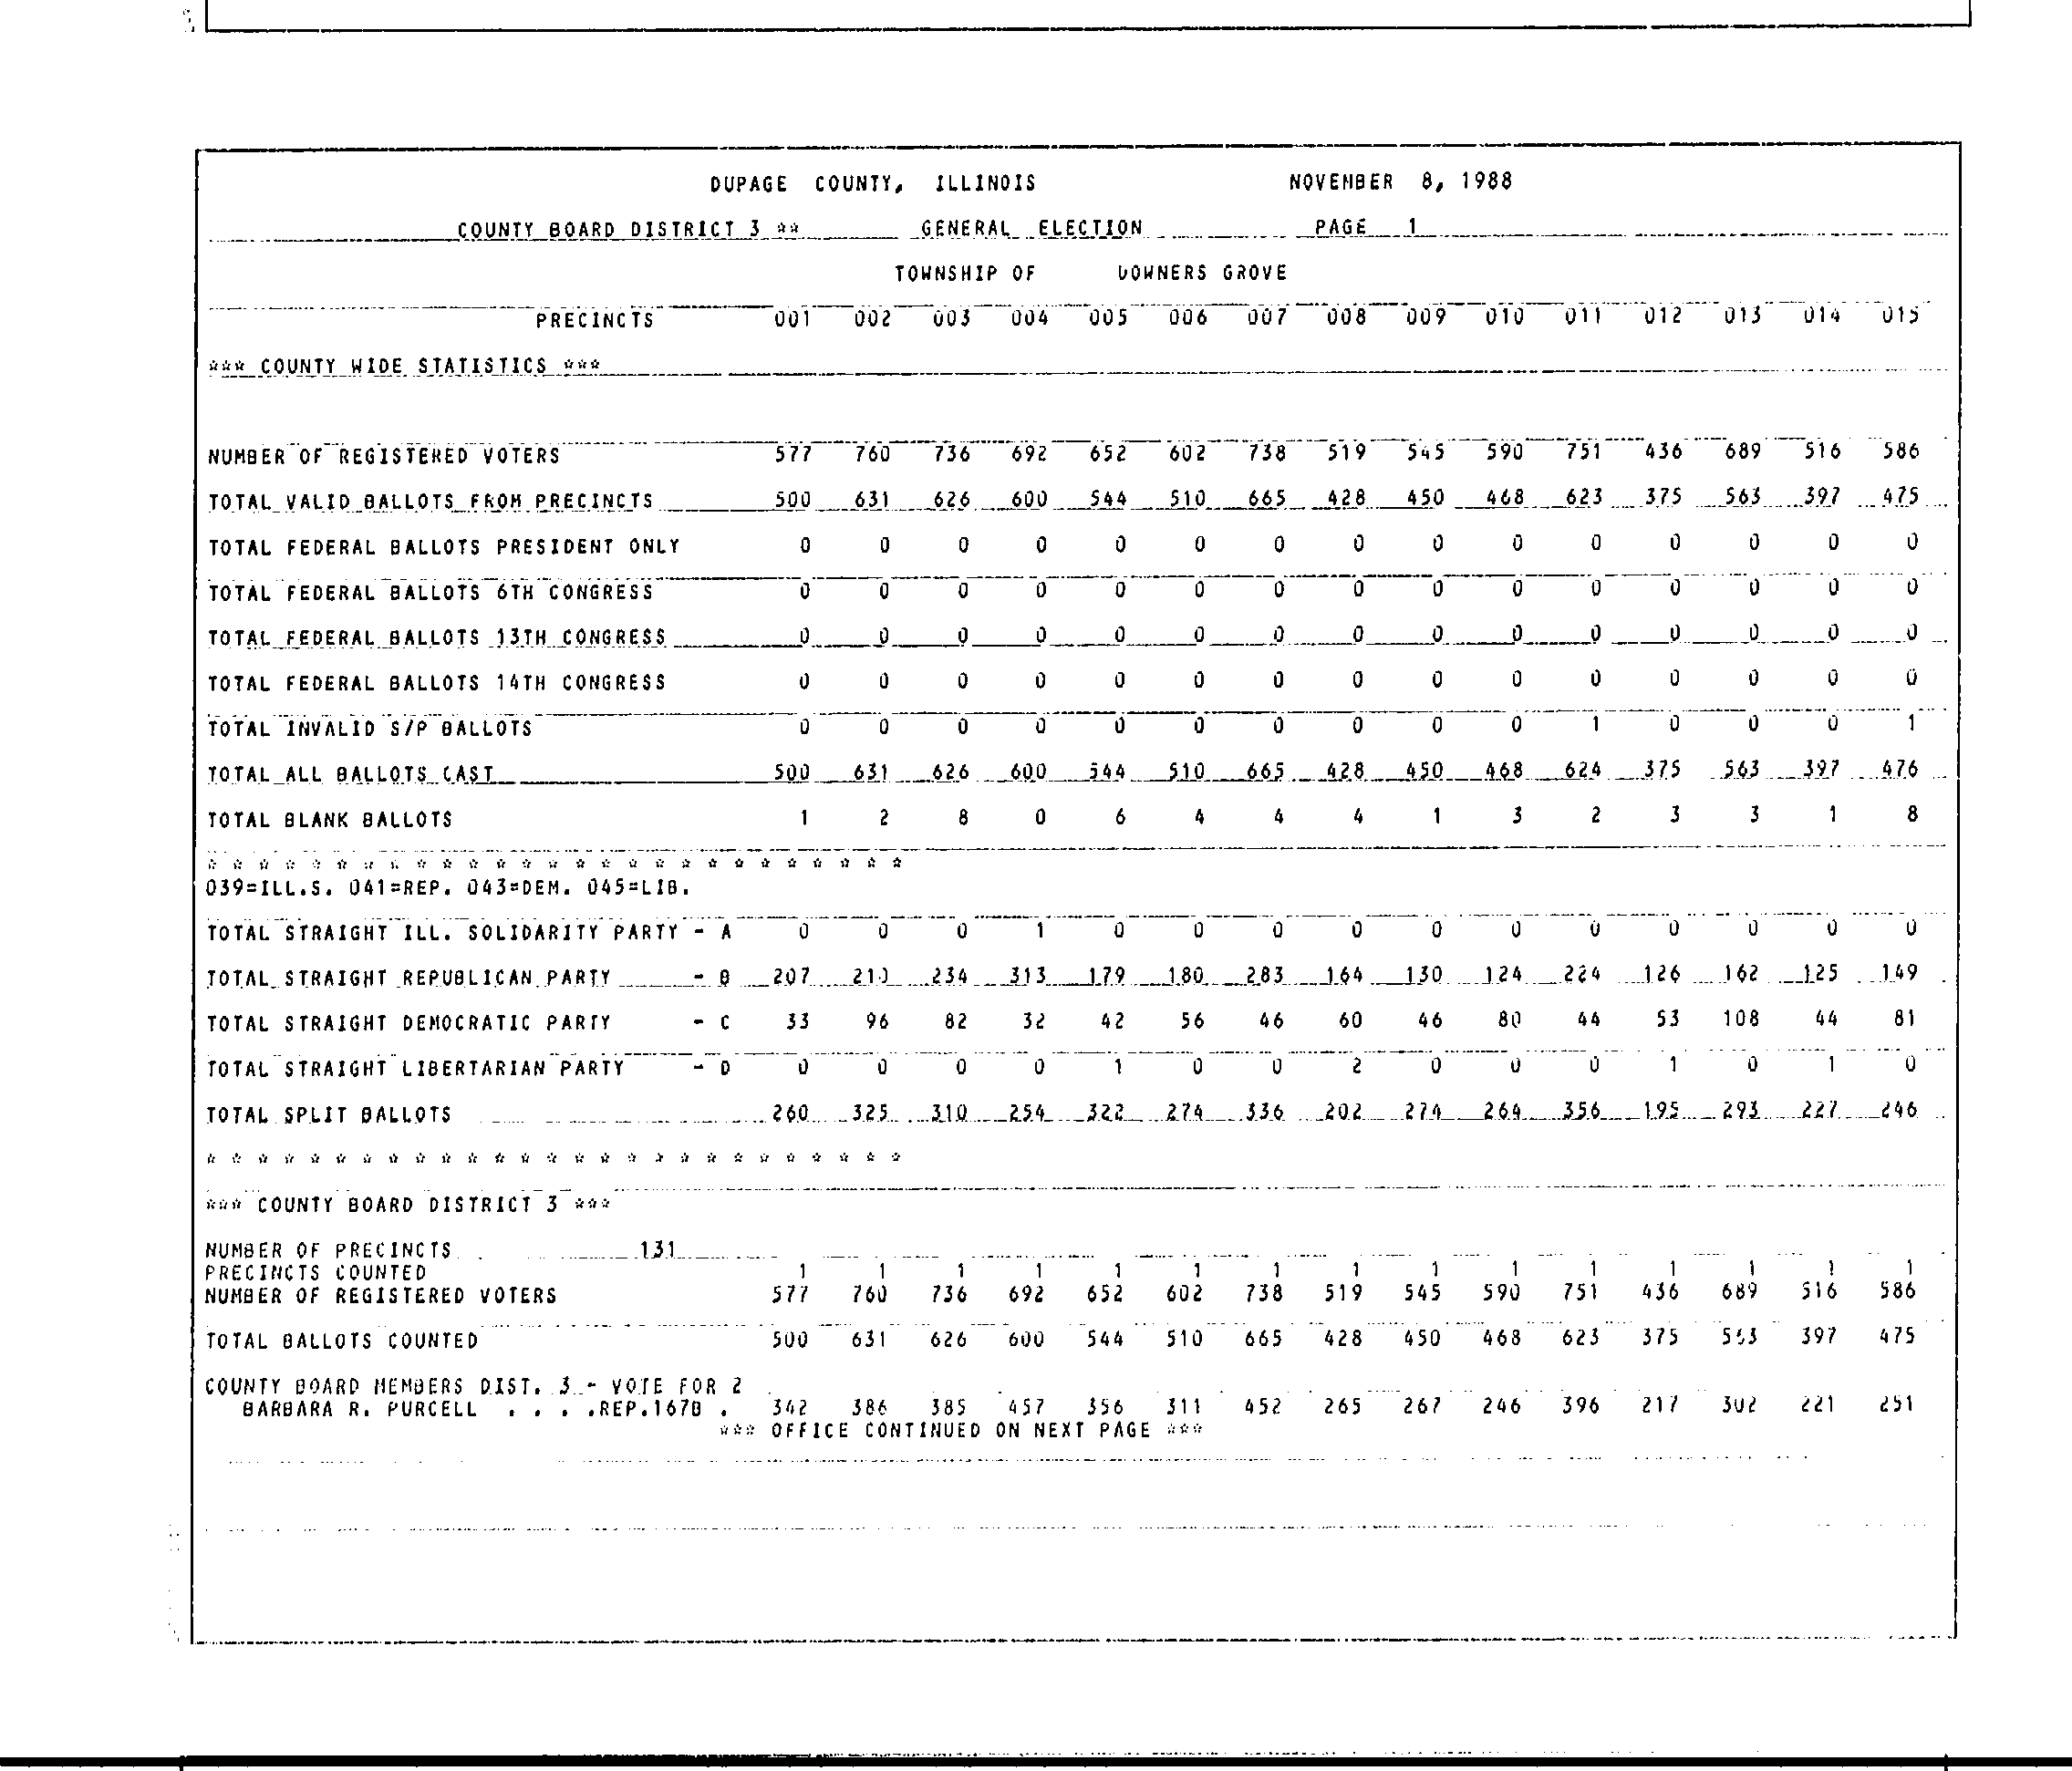 DUPAGE COUNTY, ILLINOIS NOVEMBER 8, 1988
COUNTY BOARD DISTRICT 3 ** GENERAL ELECTION PAGE 1
TOWNSHIP OF DOWNERS GROVE
PRECINCTS 001 002 003 004 005 006 007 008 009 010 011 012 013 014 015
*** COUNTY WIDE STATISTICS ***
NUMBER OF REGISTERED VOTERS 577 760 736 692 652 602 738 519 545 590 751 436 689 516 586
TOTAL VALID BALLOTS FROM PRECINCTS 500 631 626 600 544 510 665 428 450 468 623 375 563 397 475
TOTAL FEDERAL BALLOTS PRESIDENT ONLY 0 0 0 0 0 0 0 0 0 0 0 0 0 0 0
TOTAL FEDERAL BALLOTS 6TH CONGRESS 0 0 0 0 0 0 0 0 0 0 0 0 0 0 0
TOTAL FEDERAL BALLOTS 13TH CONGRESS 0 0 0 0 0 0 0 0 0 0 0 0 0 0 0
TOTAL FEDERAL BALLOTS 14TH CONGRESS 0 0 0 0 0 0 0 0 0 0 0 0 0 0 0
TOTAL INVALID S/P BALLOTS 0 0 0 0 0 0 0 0 0 0 1 0 0 0 1
TOTAL ALL BALLOTS CAST 500 631 626 600 544 510 665 428 450 468 624 375 563 397 476
TOTAL BLANK BALLOTS 1 2 8 0 6 4 4 4 1 3 2 3 3 1 8
* * * * * * * * * * * * * * * * * * * * * * * * * * *
039=ILL.S. 041=REP. 043=DEM. 045=LIB.
TOTAL STRAIGHT ILL. SOLIDARITY PARTY - A 0 0 0 1 0 0 0 0 0 0 0 0 0 0 0
TOTAL STRAIGHT REPUBLICAN PARTY - B 207 210 234 313 179 180 283 164 130 124 224 126 162 125 149
TOTAL STRAIGHT DEMOCRATIC PARTY - C 33 96 82 32 42 56 46 60 46 80 44 53 108 44 81
TOTAL STRAIGHT LIBERTARIAN PARTY - D 0 0 0 0 1 0 0 2 0 0 0 1 0 1 0
TOTAL SPLIT BALLOTS 260 325 310 254 322 274 336 202 274 264 356 195 293 227 246
* * * * * * * * * * * * * * * * * * * * * * * * * * *
*** COUNTY BOARD DISTRICT 3 ***
NUMBER OF PRECINCTS 131
PRECINCTS COUNTED 1 1 1 1 1 1 1 1 1 1 1 1 1 1 1
NUMBER OF REGISTERED VOTERS 577 760 736 692 652 602 738 519 545 590 751 436 689 516 586
TOTAL BALLOTS COUNTED 500 631 626 600 544 510 665 428 450 468 623 375 563 397 475
COUNTY BOARD MEMBERS DIST. 3 - VOTE FOR 2
BARBARA R. PURCELL . . . .REP.167B . 342 386 385 457 356 311 452 265 267 246 396 217 302 221 251
*** OFFICE CONTINUED ON NEXT PAGE ***